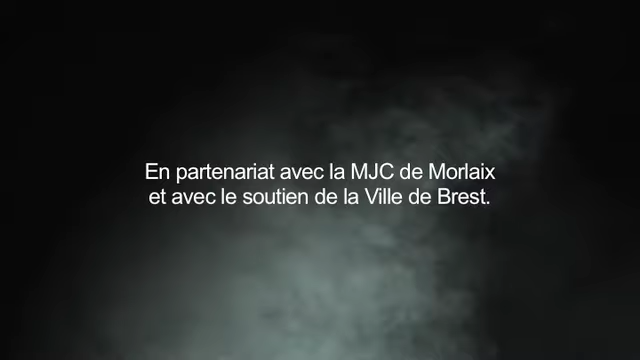 En partenariat avec la MJC de Morlaix
et avec le soutien de la Ville de Brest.